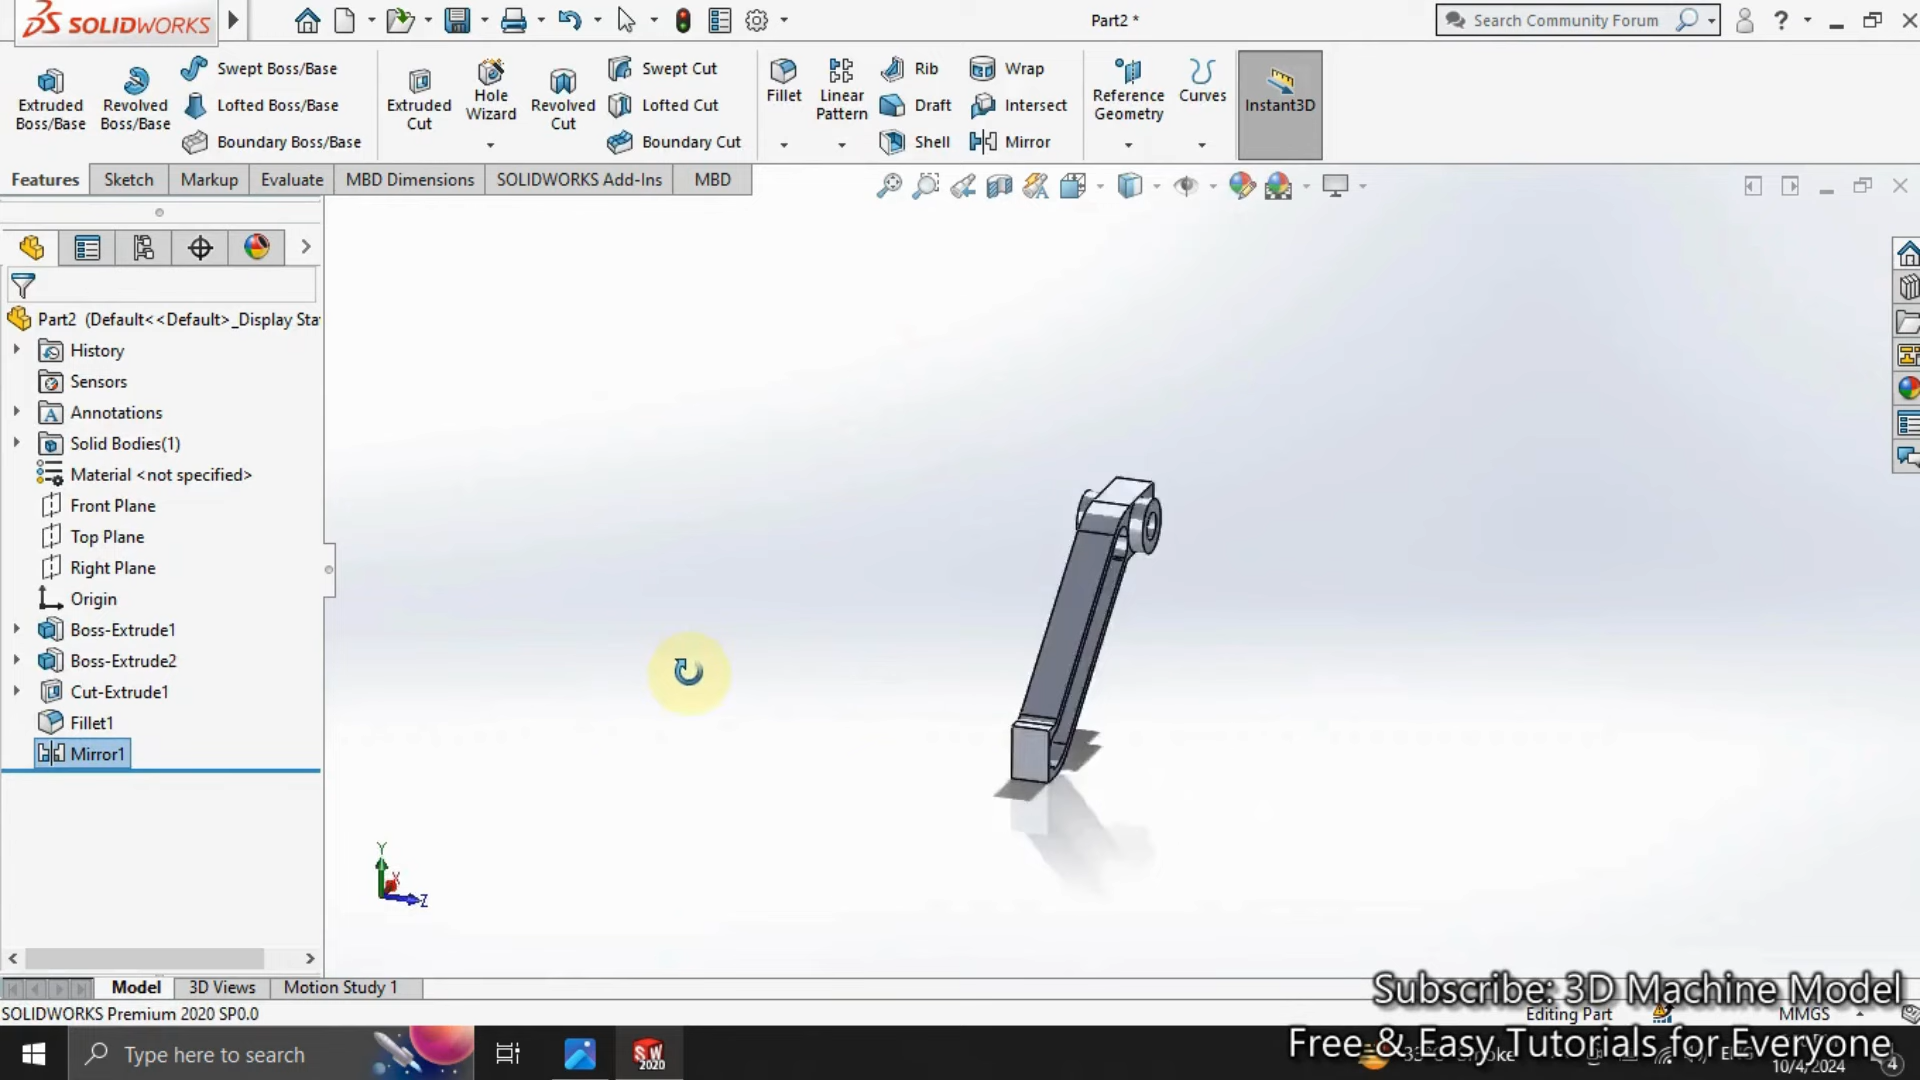 SOLIDWORKS
Part2 *
Search Community Forum
Extruded Boss/Base
Revolved Boss/Base
Swept Boss/Base
Lofted Boss/Base
Boundary Boss/Base
Extruded Cut
Hole Wizard
Revolved Cut
Swept Cut
Lofted Cut
Boundary Cut
Fillet
Linear Pattern
Rib
Draft
Shell
Wrap
Intersect
Mirror
Reference Geometry
Curves
Instant3D
Features
Sketch
Markup
Evaluate
MBD Dimensions
SOLIDWORKS Add-Ins
MBD
Part2 (Default<<Default>_Display Sta
History
Sensors
Annotations
Solid Bodies(1)
Material <not specified>
Front Plane
Top Plane
Right Plane
Origin
Boss-Extrude1
Boss-Extrude2
Cut-Extrude1
Fillet1
Mirror1
Y
X
Z
Model
3D Views
Motion Study 1
Subscribe: 3D Machine Model
SOLIDWORKS Premium 2020 SP0.0
Editing Part
MMGS
Free & Easy Tutorials for Everyone
Type here to search
SW 2020
10/4/2024
4